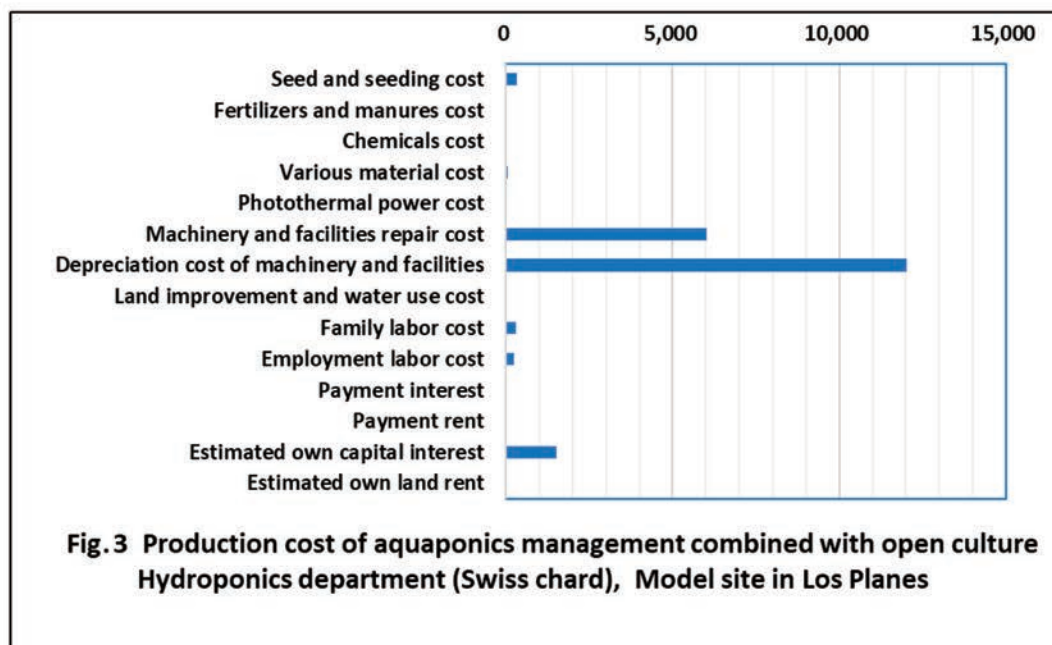 0 5,000 10,000 15,000
Seed and seeding cost
Fertilizers and manures cost
Chemicals cost
Various material cost
Photothermal power cost
Machinery and facilities repair cost
Depreciation cost of machinery and facilities
Land improvement and water use cost
Family labor cost
Employment labor cost
Payment interest
Payment rent
Estimated own capital interest
Estimated own land rent
Fig.3 Production cost of aquaponics management combined with open culture
Hydroponics department (Swiss chard), Model site in Los Planes